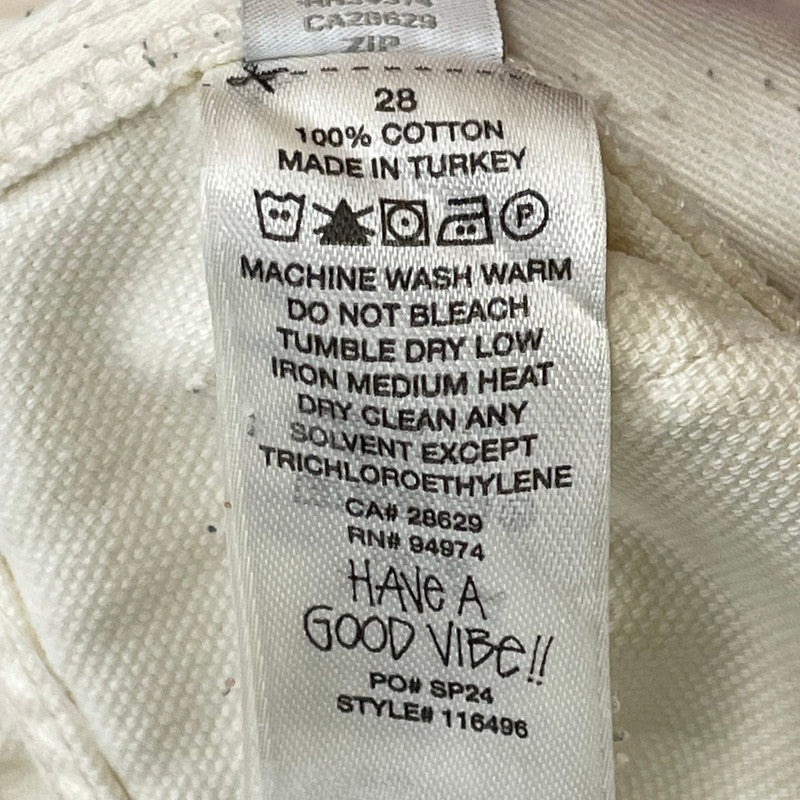 CA28629
ZIP
28
100% COTTON
MADE IN TURKEY
P
MACHINE WASH WARM
DO NOT BLEACH
TUMBLE DRY LOW
IRON MEDIUM HEAT
DRY CLEAN ANY
SOLVENT EXCEPT
TRICHLOROETHYLENE
CA# 28629
RN# 94974
HAVE A
GOOD VIBE!!
PO# SP24
STYLE# 116496